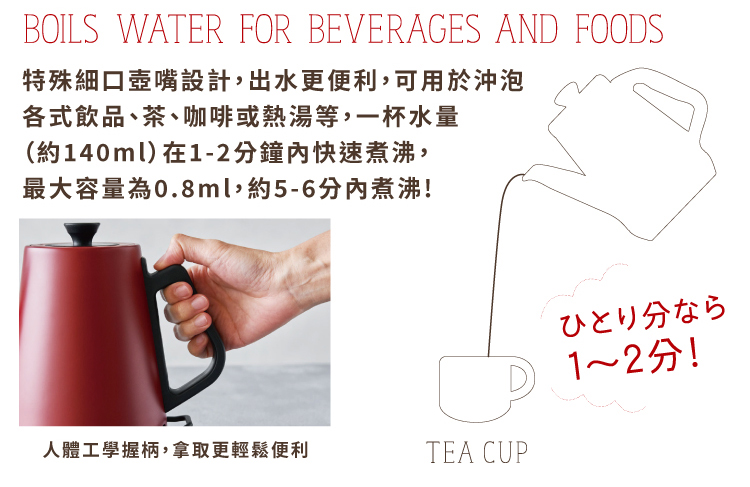 BOILS WATER FOR BEVERAGES AND FOODS
特殊細口壺嘴設計，出水更便利，可用於沖泡
各式飲品、茶、咖啡或熱湯等，一杯水量
（約140ml）在1-2分鐘內快速煮沸，
最大容量為0.8ml，約5-6分內煮沸!
ひとり分なら
1～2分!
人體工學握柄，拿取更輕鬆便利
TEA CUP